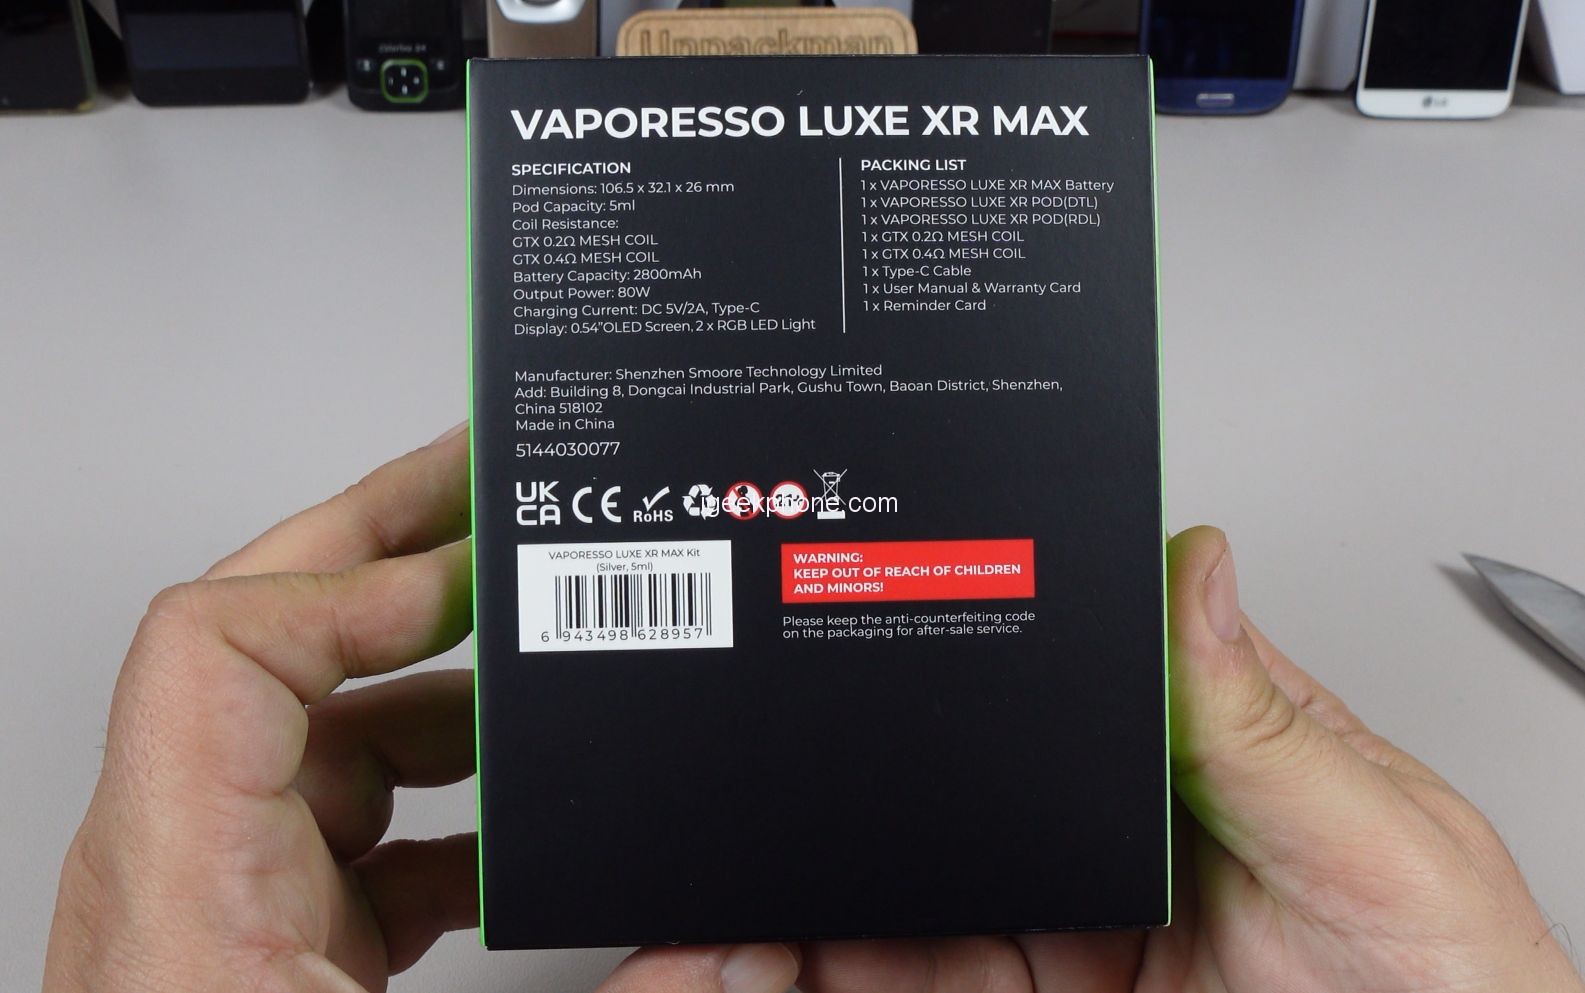 Unpackman
VAPORESSO LUXE XR MAX
SPECIFICATION
Dimensions: 106.5 x 32.1 x 26 mm
Pod Capacity: 5ml
Coil Resistance:
GTX 0.2Ω MESH COIL
GTX 0.4Ω MESH COIL
Battery Capacity: 2800mAh
Output Power: 80W
Charging Current: DC 5V/2A, Type-C
Display: 0.54”OLED Screen, 2 x RGB LED Light
PACKING LIST
1 x VAPORESSO LUXE XR MAX Battery
1 x VAPORESSO LUXE XR POD(DTL)
1 x VAPORESSO LUXE XR POD(RDL)
1 x GTX 0.2Ω MESH COIL
1 x GTX 0.4Ω MESH COIL
1 x Type-C Cable
1 x User Manual & Warranty Card
1 x Reminder Card
Manufacturer: Shenzhen Smoore Technology Limited
Add: Building 8, Dongcai Industrial Park, Gushu Town, Baoan District, Shenzhen,
China 518102
Made in China
5144030077
UK
CA
CE
RoHS
igeekphone.com
VAPORESSO LUXE XR MAX Kit
(Silver, 5ml)
6 943498 628957
WARNING:
KEEP OUT OF REACH OF CHILDREN
AND MINORS!
Please keep the anti-counterfeiting code
on the packaging for after-sale service.
LG